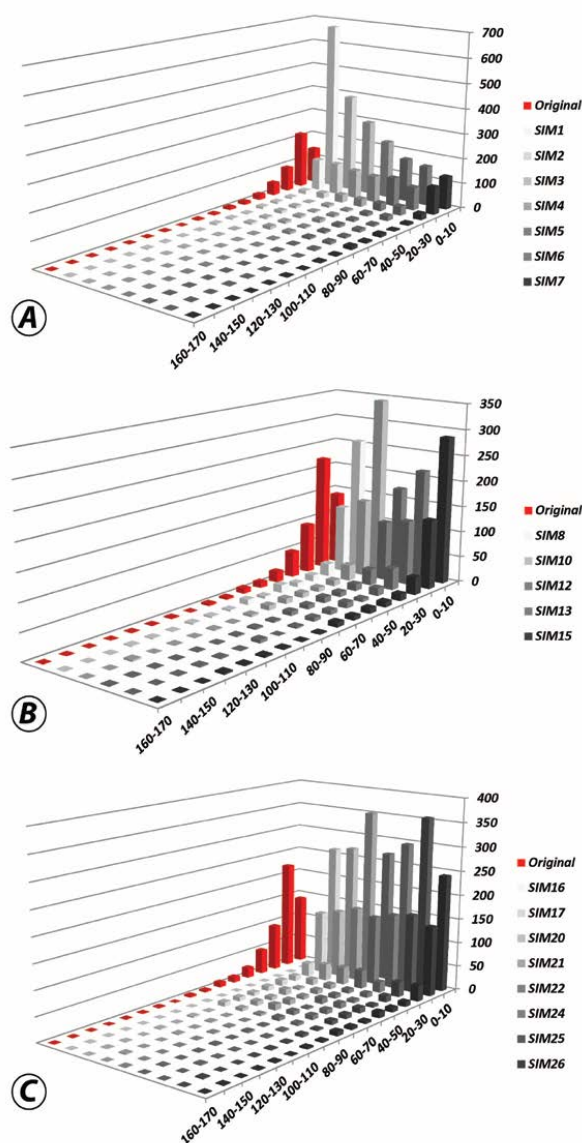 700
600
500
400
300
200
100
0
Original
SIM1
SIM2
SIM3
SIM4
SIM5
SIM6
SIM7
0-10
20-30
40-50
60-70
80-90
100-110
120-130
140-150
160-170
A
350
300
250
200
150
100
50
0
Original
SIM8
SIM10
SIM12
SIM13
SIM15
0-10
20-30
40-50
60-70
80-90
100-110
120-130
140-150
160-170
B
400
350
300
250
200
150
100
50
0
Original
SIM16
SIM17
SIM20
SIM21
SIM22
SIM24
SIM25
SIM26
0-10
20-30
40-50
60-70
80-90
100-110
120-130
140-150
160-170
C